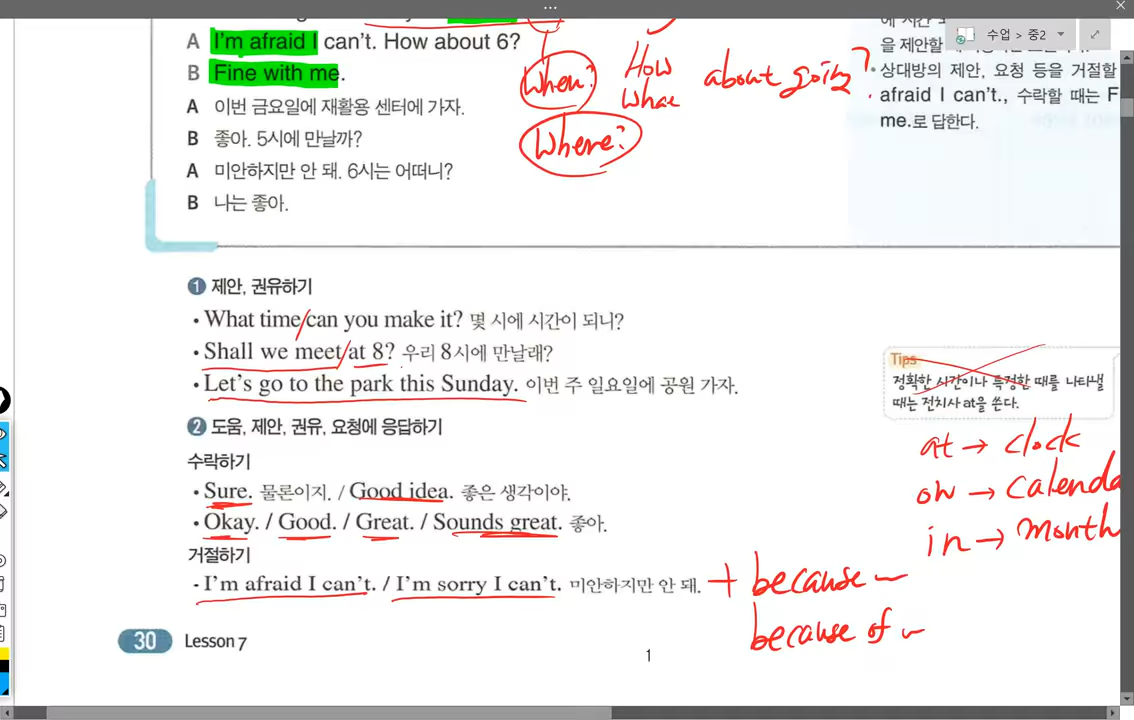 에 시간
수업 > 중2
을 제안할
A I'm afraid I can't. How about 6?
B Fine with me.
When? How What about going?
Where?
상대방의 제안, 요청 등을 거절할
afraid I can't., 수락할 때는 F
me.로 답한다.
A 이번 금요일에 재활용 센터에 가자.
B 좋아. 5시에 만날까?
A 미안하지만 안 돼. 6시는 어떠니?
B 나는 좋아.
1 제안, 권유하기
• What time/can you make it? 몇 시에 시간이 되니?
• Shall we meet/at 8? 우리 8시에 만날래?
• Let's go to the park this Sunday. 이번 주 일요일에 공원 가자.
Tips
정확한 시간이나 특정한 때를 나타낼
때는 전치사 at을 쓴다.
2 도움, 제안, 권유, 요청에 응답하기
수락하기
• Sure. 물론이지. / Good idea. 좋은 생각이야.
• Okay. / Good. / Great. / Sounds great. 좋아.
at → clock
on → calenda
in → month
거절하기
• I'm afraid I can't. / I'm sorry I can't. 미안하지만 안 돼. + because ~
because of ~
30 Lesson 7
1